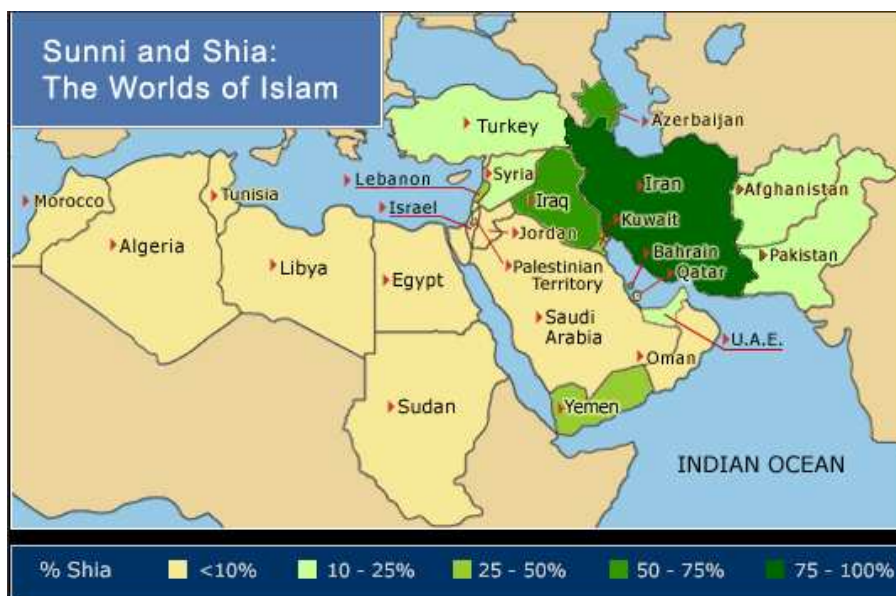 Sunni and Shia:
The Worlds of Islam
Turkey
Azerbaijan
Lebanon
Syria
Iraq
Iran
Afghanistan
Morocco
Tunisia
Israel
Kuwait
Algeria
Jordan
Bahrain
Pakistan
Libya
Egypt
Palestinian
Territory
Qatar
Saudi
Arabia
U.A.E.
Oman
Sudan
Yemen
INDIAN OCEAN
% Shia <10% 10 - 25% 25 - 50% 50 - 75% 75 - 100%